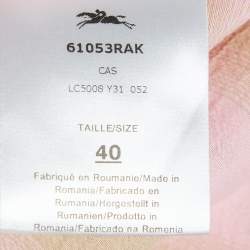 61053RAK
CAS
LC5008 Y31 052
TAILLE/SIZE
40
Fabriqué en Roumanie/Made in
Romania/Fabricado en
Rumania/Hergestellt in
Rumänien/Prodotto in
Romania/Fabricado na Romenia